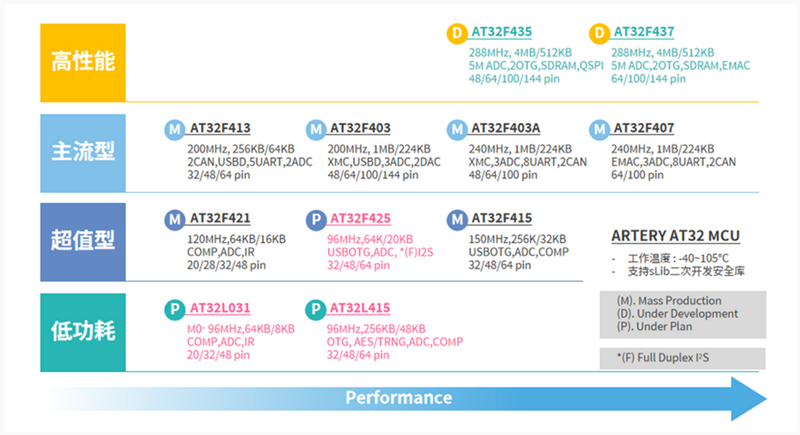 高性能
D AT32F435
288MHz, 4MB/512KB
5M ADC,2OTG,SDRAM,QSPI
48/64/100/144 pin
D AT32F437
288MHz, 4MB/512KB
5M ADC,2OTG,SDRAM,EMAC
64/100/144 pin
主流型
M AT32F413
200MHz, 256KB/64KB
2CAN,USBD,5UART,2ADC
32/48/64 pin
M AT32F403
200MHz, 1MB/224KB
XMC,USBD,3ADC,2DAC
48/64/100/144 pin
M AT32F403A
240MHz, 1MB/224KB
XMC,3ADC,8UART,2CAN
48/64/100 pin
M AT32F407
240MHz, 1MB/224KB
EMAC,3ADC,8UART,2CAN
64/100 pin
超值型
M AT32F421
120MHz,64KB/16KB
COMP,ADC,IR
20/28/32/48 pin
P AT32F425
96MHz,64K/20KB
USBOTG,ADC, *(F)I2S
32/48/64 pin
M AT32F415
150MHz,256K/32KB
USBOTG,ADC,COMP
32/48/64 pin
ARTERY AT32 MCU
- 工作温度 : -40~105°C
- 支持sLib二次开发安全库
(M). Mass Production
(D). Under Development
(P). Under Plan
*(F) Full Duplex I²S
低功耗
P AT32L031
M0⁺ 96MHz,64KB/8KB
COMP,ADC,IR
20/32/48 pin
P AT32L415
96MHz,256KB/48KB
OTG, AES/TRNG,ADC,COMP
32/48/64 pin
Performance